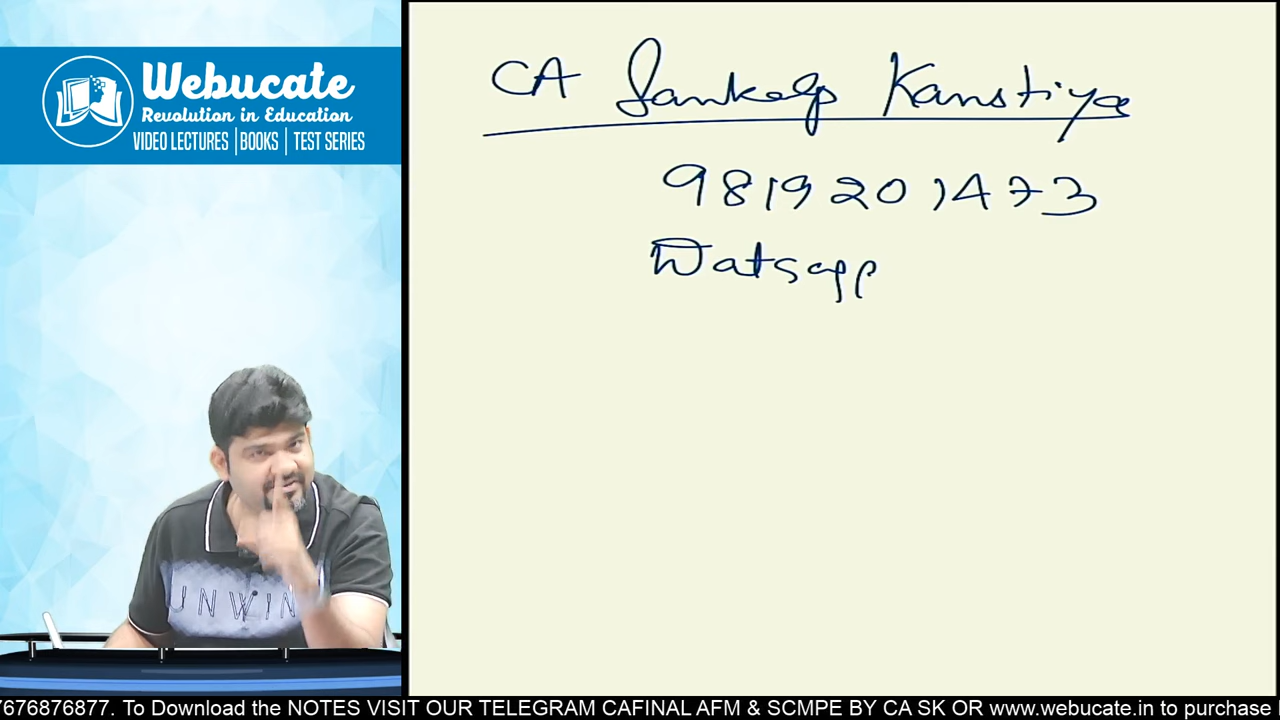 Webucate
Revolution in Education
VIDEO LECTURES | BOOKS | TEST SERIES
CA Sankalp Kanstiya
9819201473
Watsapp
UNWIN
7676876877. To Download the NOTES VISIT OUR TELEGRAM CAFINAL AFM & SCMPE BY CA SK OR www.webucate.in to purchase